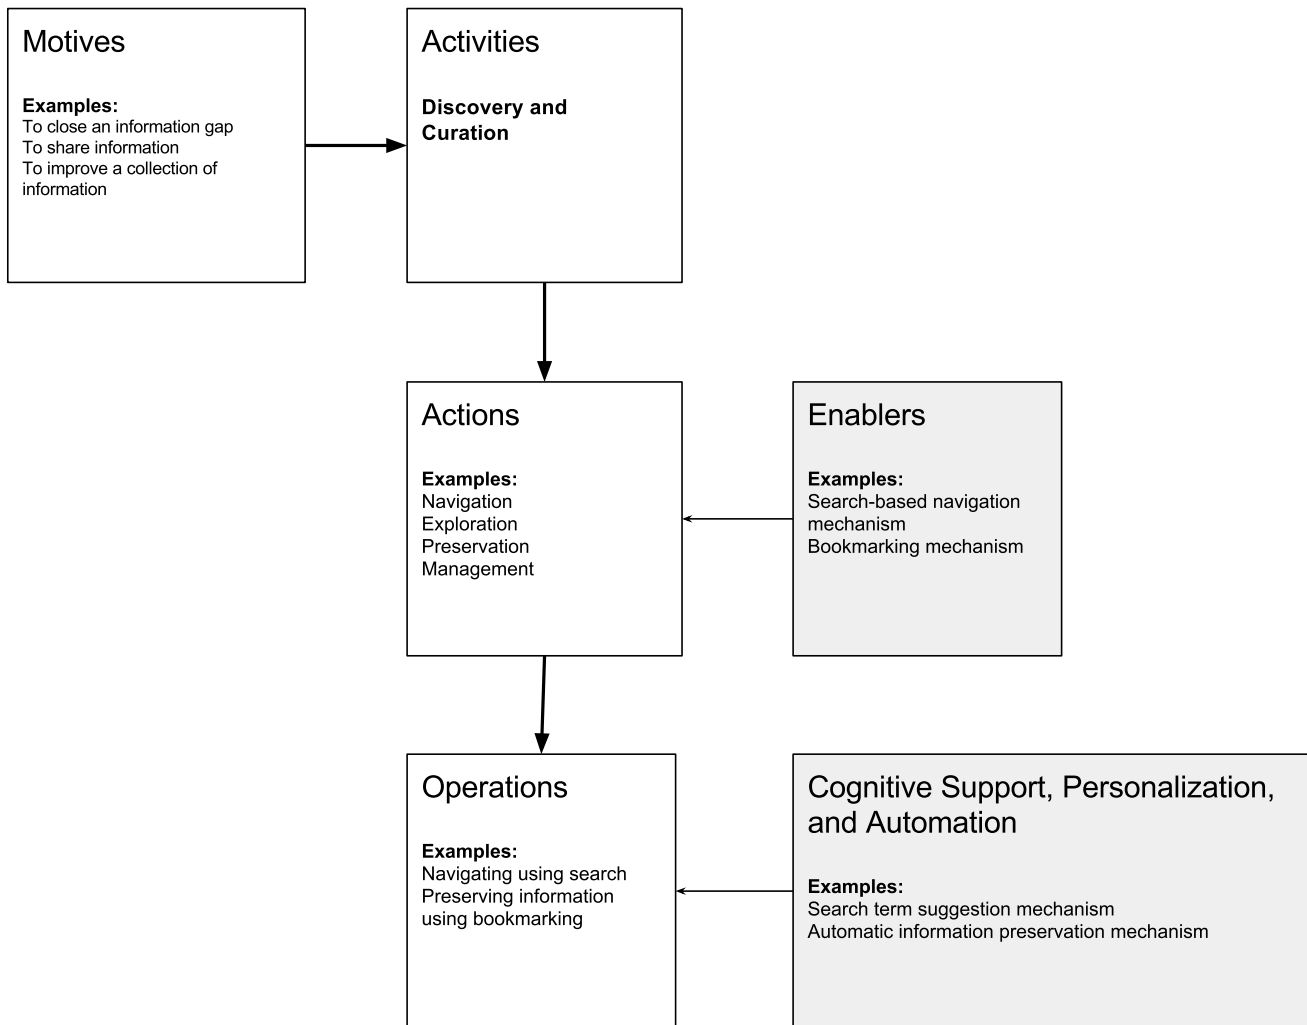 Motives
Examples:
To close an information gap
To share information
To improve a collection of
information
Activities
Discovery and
Curation
Actions
Examples:
Navigation
Exploration
Preservation
Management
Enablers
Examples:
Search-based navigation
mechanism
Bookmarking mechanism
Operations
Examples:
Navigating using search
Preserving information
using bookmarking
Cognitive Support, Personalization,
and Automation
Examples:
Search term suggestion mechanism
Automatic information preservation mechanism